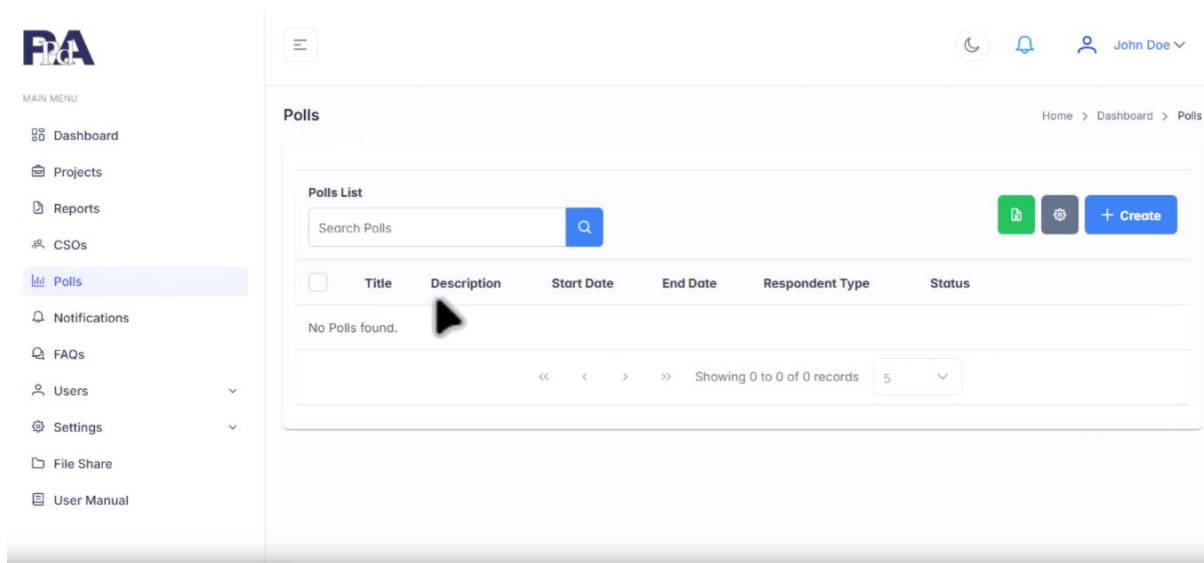 John Doe
MAIN MENU
Dashboard
Projects
Reports
CSOs
Polls
Notifications
FAQs
Users
Settings
File Share
User Manual
Polls
Home > Dashboard > Polls
Polls List
Search Polls
+ Create
Title Description Start Date End Date Respondent Type Status
No Polls found.
<< < > >> Showing 0 to 0 of 0 records 5